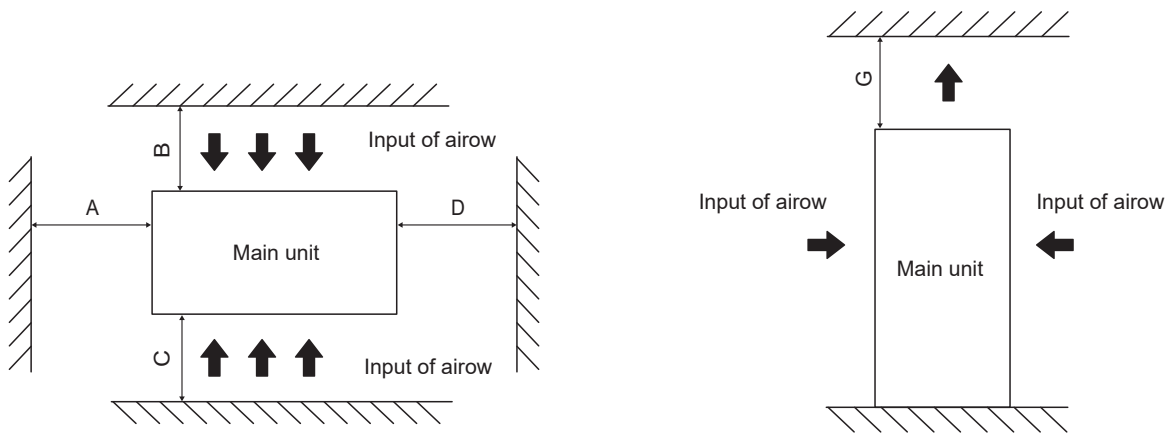 B
Input of airow
A
D
Main unit
C
Input of airow
G
Input of airow
Input of airow
Main unit